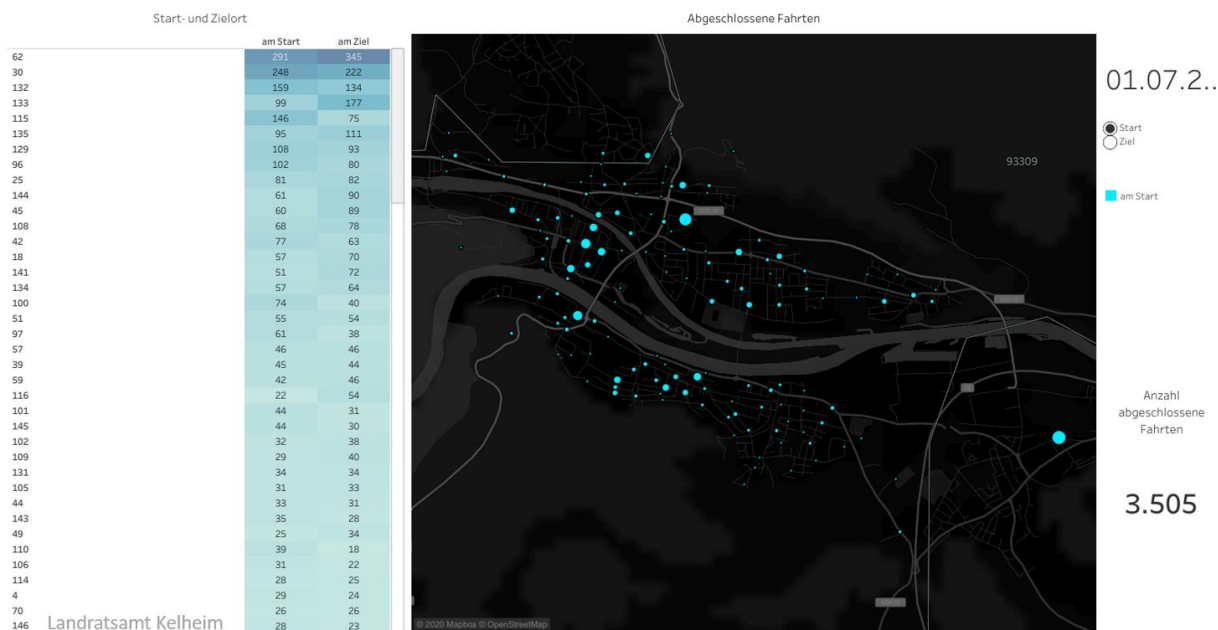 Start- und Zielort
am Start am Ziel
62 291 345
30 248 222
132 159 134
133 99 177
115 146 75
135 95 111
129 108 93
96 102 80
25 81 82
144 61 90
45 60 89
108 68 78
42 77 63
18 57 70
141 51 72
134 57 64
100 74 40
51 55 54
97 61 38
57 46 46
39 45 44
59 42 46
116 22 54
101 44 31
145 44 30
102 32 38
109 29 40
131 34 34
105 31 33
44 33 31
143 35 28
49 25 34
110 39 18
106 31 22
114 28 25
4 29 24
70 26 26
146 28 23
Landratsamt Kelheim
Abgeschlossene Fahrten
93309
© 2020 Mapbox © OpenStreetMap
01.07.2..
Start
Ziel
am Start
Anzahl
abgeschlossene
Fahrten
3.505